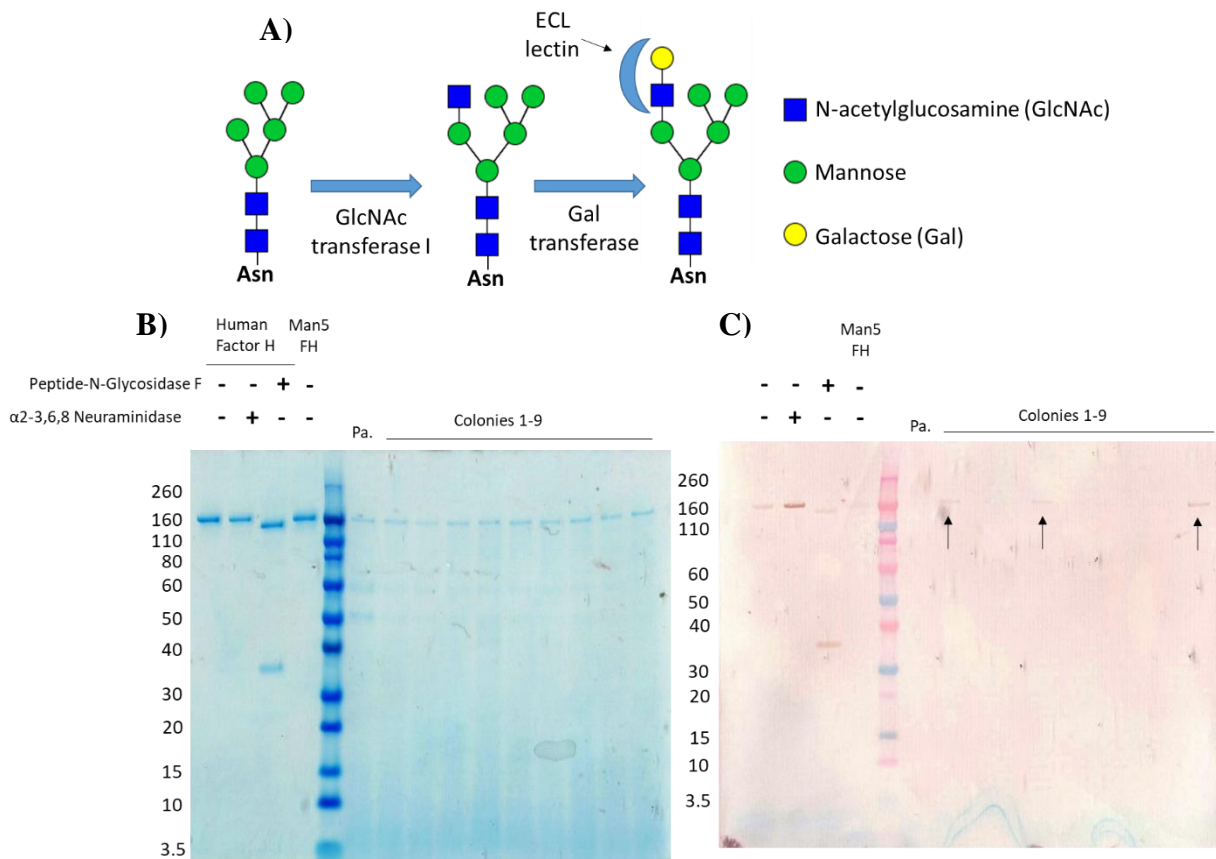 A)
ECL
lectin
GlcNAc
transferase I
Gal
transferase
Asn
Asn
Asn
N-acetylglucosamine (GlcNAc)
Mannose
Galactose (Gal)
B)
Human
Factor H
Man5
FH
Peptide-N-Glycosidase F
- - + -
α2-3,6,8 Neuraminidase
- + - -
Pa.
Colonies 1-9
260
160
110
80
60
50
40
30
20
15
10
3.5
C)
Man5
FH
- - + -
- + - -
Pa.
Colonies 1-9
260
160
110
60
50
40
30
20
15
10
3.5